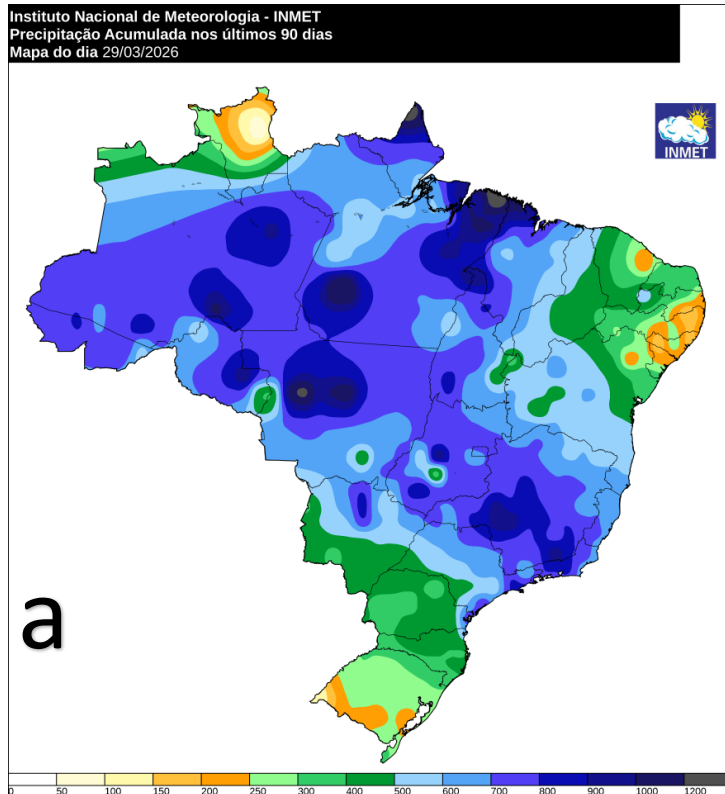 Instituto Nacional de Meteorologia - INMET
Precipitação Acumulada nos últimos 90 dias
Mapa do dia 29/03/2026
INMET
a
0 50 100 150 200 250 300 400 500 600 700 800 900 1000 1200